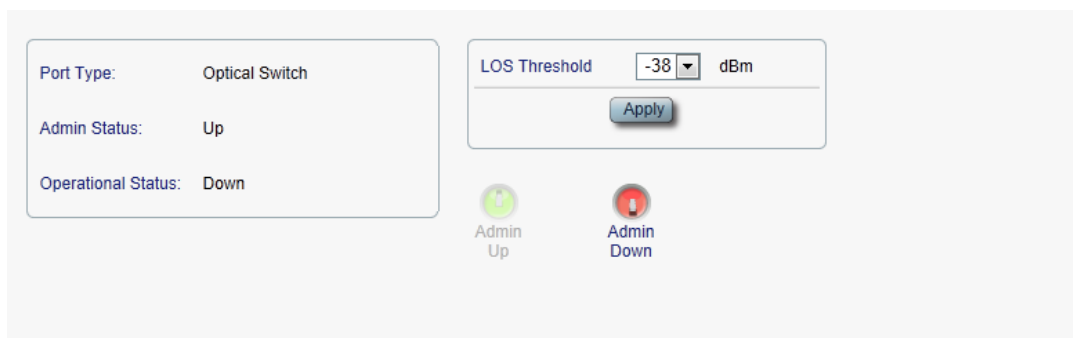 Port Type: Optical Switch
Admin Status: Up
Operational Status: Down
LOS Threshold -38 dBm
Apply
Admin
Up
Admin
Down